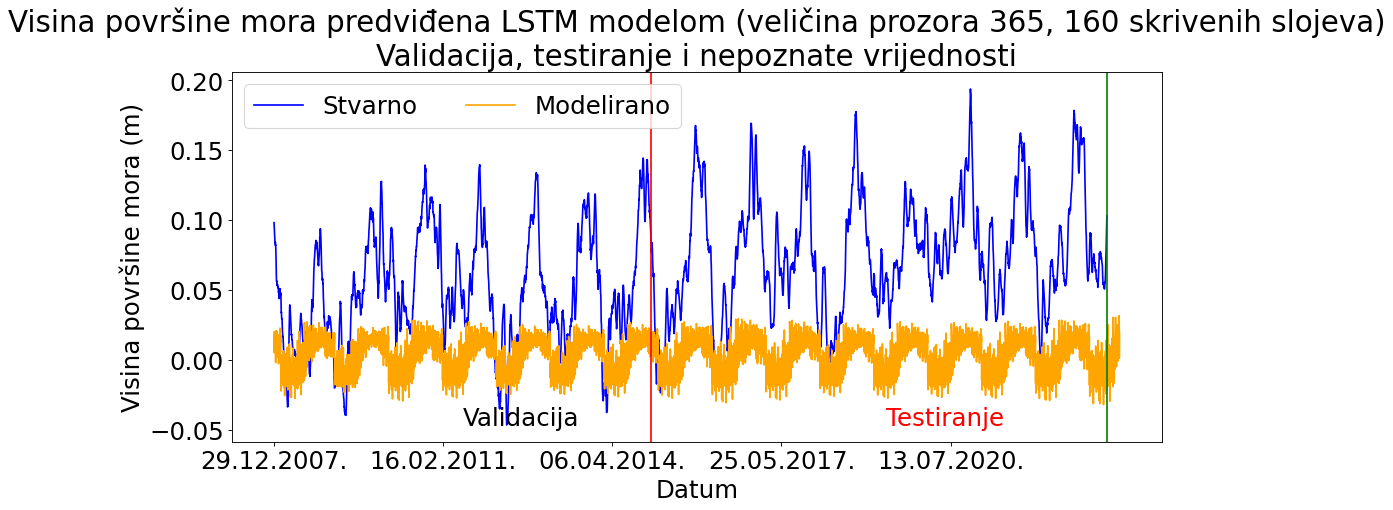 Visina površine mora predviđena LSTM modelom (veličina prozora 365, 160 skrivenih slojeva)
Validacija, testiranje i nepoznate vrijednosti
Stvarno
Modelirano
Visina površine mora (m)
0.20
0.15
0.10
0.05
0.00
−0.05
Validacija
Testiranje
29.12.2007.
16.02.2011.
06.04.2014.
25.05.2017.
13.07.2020.
Datum